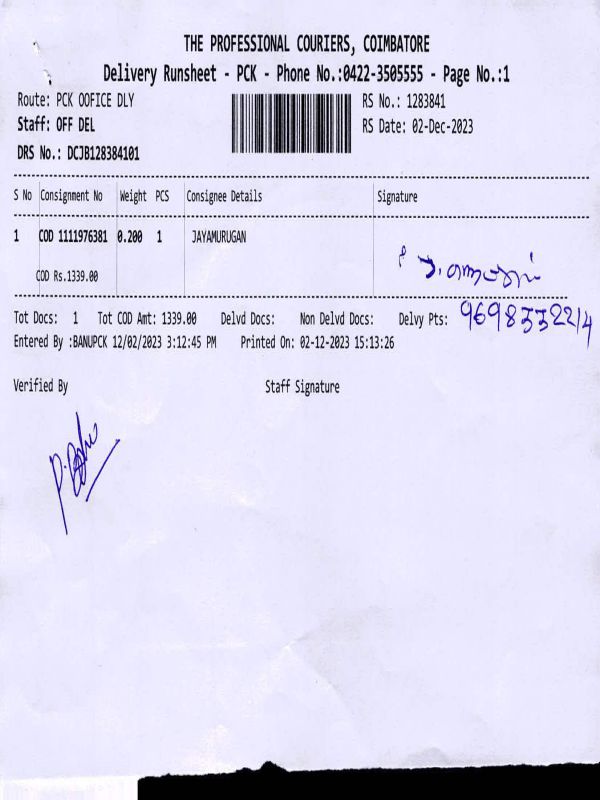 THE PROFESSIONAL COURIERS, COIMBATORE
Delivery Runsheet - PCK - Phone No.:0422-3505555 - Page No.:1
Route: PCK OOFICE DLY RS No.: 1283841
Staff: OFF DEL RS Date: 02-Dec-2023
DRS No.: DCJB128384101
S No Consignment No Weight PCS Consignee Details Signature
1 COD 1111976381 0.200 1 JAYAMURUGAN
COD Rs.1339.00
Tot Docs: 1 Tot COD Amt: 1339.00 Delvd Docs: Non Delvd Docs: Delvy Pts: 9698332214
Entered By :BANUPCK 12/02/2023 3:12:45 PM Printed On: 02-12-2023 15:13:26
Verified By Staff Signature